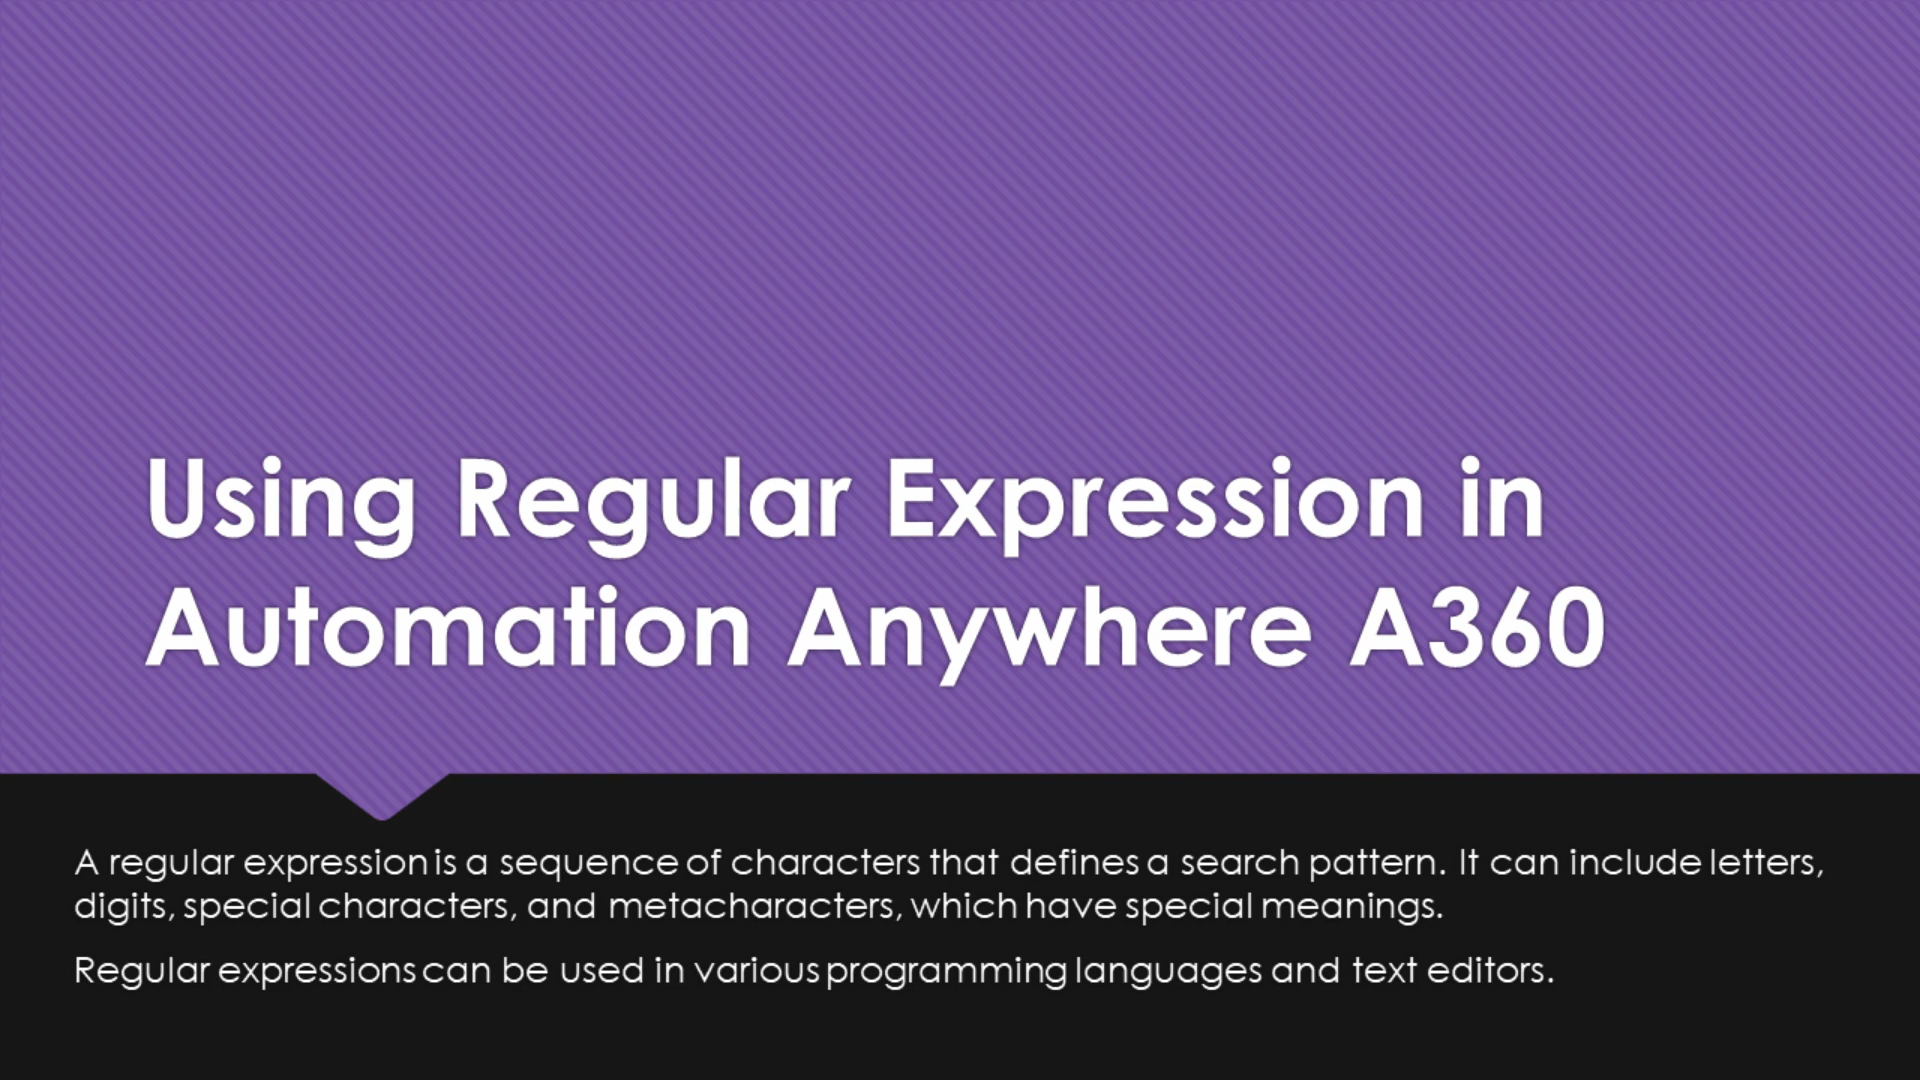 Using Regular Expression in
Automation Anywhere A360
A regular expression is a sequence of characters that defines a search pattern. It can include letters,
digits, special characters, and metacharacters, which have special meanings.
Regular expressions can be used in various programming languages and text editors.